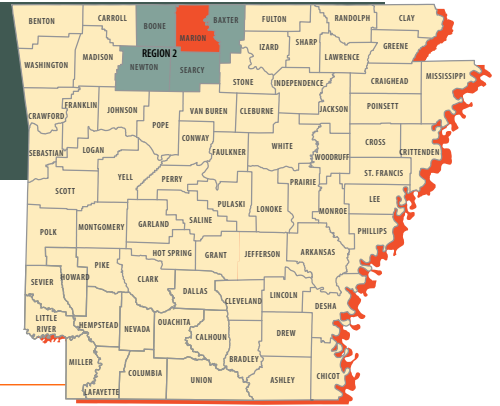 BENTON
CARROLL
BOONE
MARION
BAXTER
FULTON
RANDOLPH
CLAY
GREENE
IZARD
SHARP
LAWRENCE
WASHINGTON
MADISON
REGION 2
NEWTON
SEARCY
STONE
INDEPENDENCE
CRAIGHEAD
MISSISSIPPI
CRAWFORD
FRANKLIN
JOHNSON
VAN BUREN
CLEBURNE
JACKSON
POINSETT
POPE
CONWAY
FAULKNER
WHITE
WOODRUFF
CROSS
CRITTENDEN
SEBASTIAN
LOGAN
ST. FRANCIS
SCOTT
YELL
PERRY
PRAIRIE
LEE
PULASKI
LONOKE
MONROE
POLK
MONTGOMERY
GARLAND
SALINE
PHILLIPS
HOT SPRING
GRANT
JEFFERSON
ARKANSAS
PIKE
HOWARD
SEVIER
CLARK
DALLAS
CLEVELAND
LINCOLN
DESHA
LITTLE
RIVER
HEMPSTEAD
NEVADA
OUACHITA
CALHOUN
DREW
BRADLEY
MILLER
COLUMBIA
UNION
ASHLEY
CHICOT
LAFAYETTE